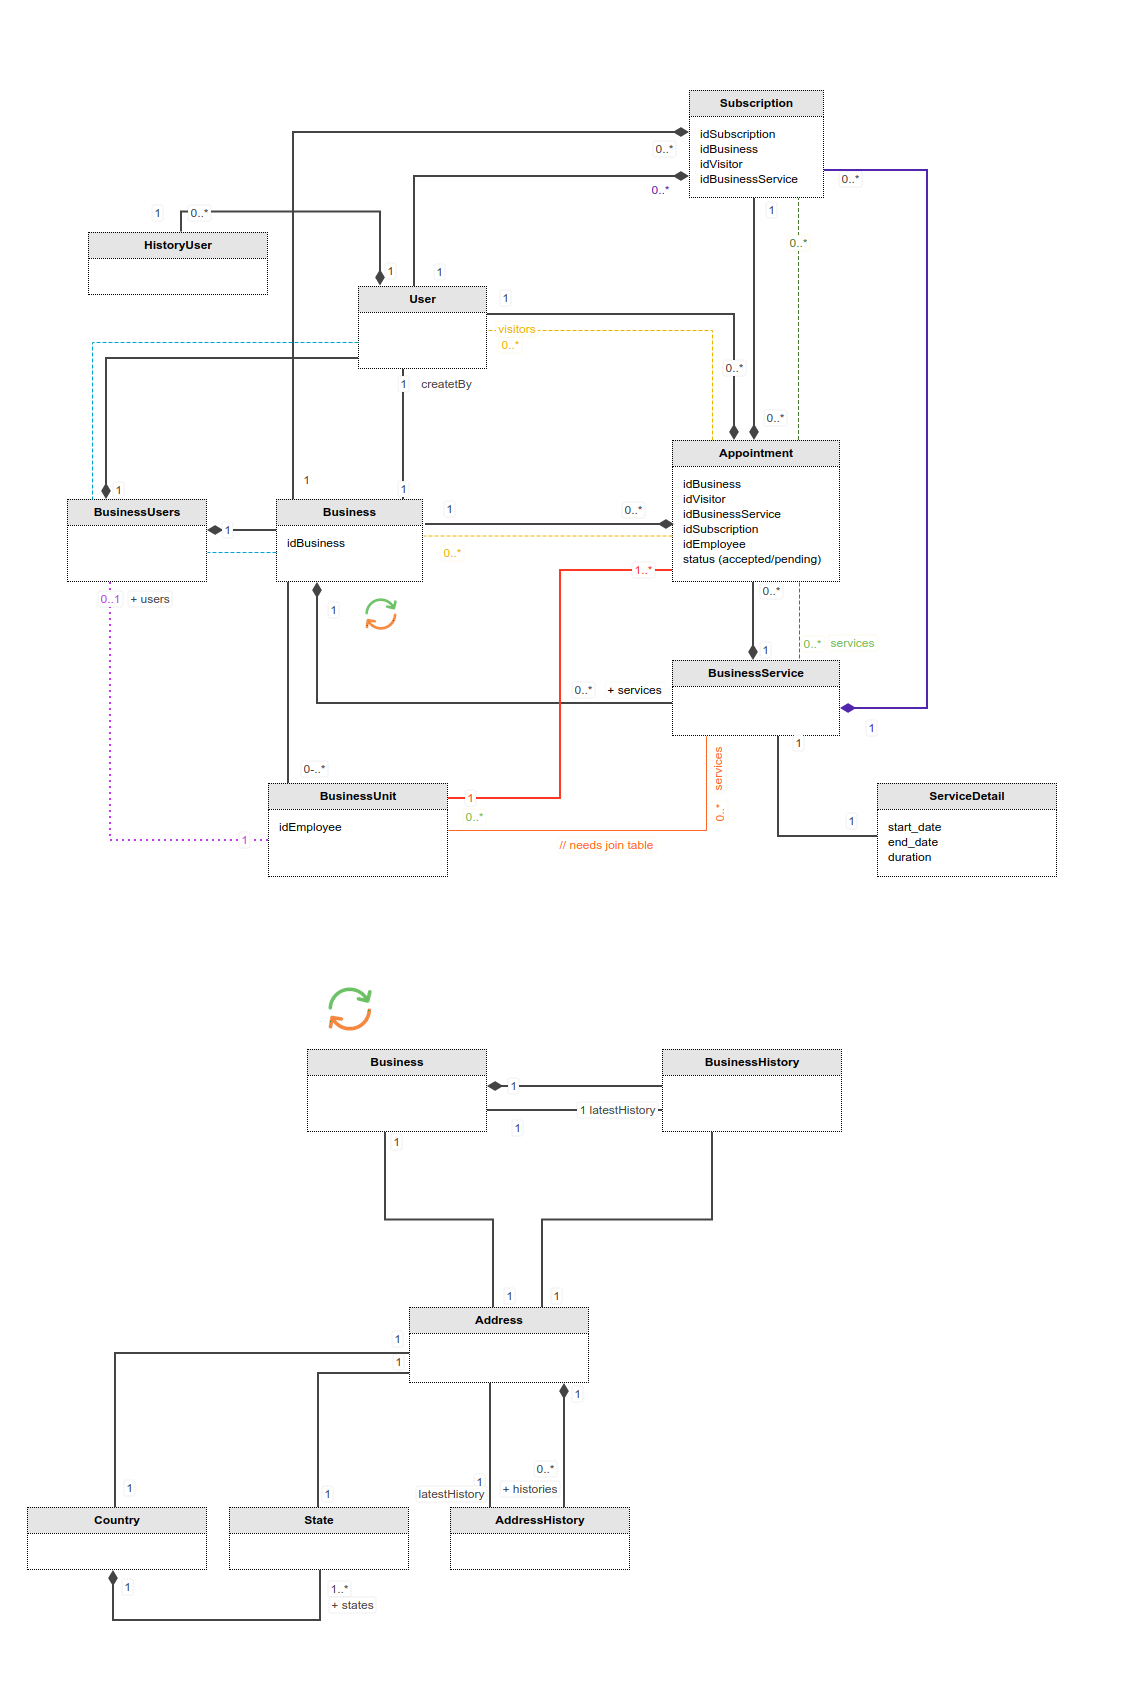 Subscription
idSubscription
idBusiness
idVisitor
idBusinessService
0..*
0..*
0..*
1
0..*
1
0..*
HistoryUser
1
1
User
1
visitors
0..*
1
createtBy
0..*
0..*
Appointment
idBusiness
idVisitor
idBusinessService
idSubscription
idEmployee
status (accepted/pending)
1
1
1
BusinessUsers
Business
idBusiness
1
1
0..*
0..*
1..*
0..1
+ users
1
0..*
1
0..*
services
BusinessService
0..*
+ services
1
1
services
0..*
0-..*
BusinessUnit
idEmployee
1
0..*
1
// needs join table
1
ServiceDetail
start_date
end_date
duration
Business
BusinessHistory
1
1 latestHistory
1
1
1
1
Address
1
1
1
0..*
1
latestHistory
+ histories
1
1
Country
State
AddressHistory
1
1..*
+ states